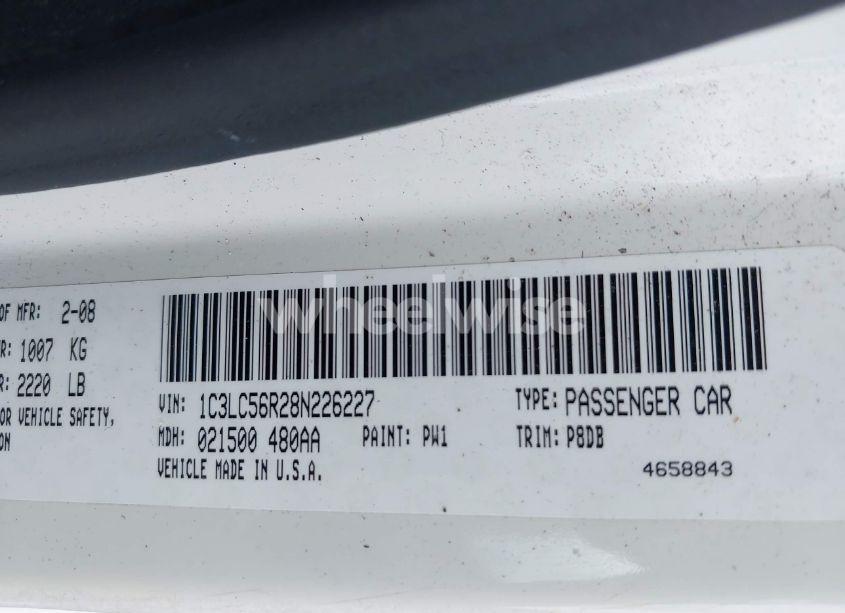 OF MFR: 2-08
R: 1007 KG
R: 2220 LB
OR VEHICLE SAFETY,
ON
wheelwise
VIN: 1C3LC56R28N226227
TYPE: PASSENGER CAR
MDH: 021500 480AA PAINT: PW1 TRIM: P8DB
VEHICLE MADE IN U.S.A.
4658843